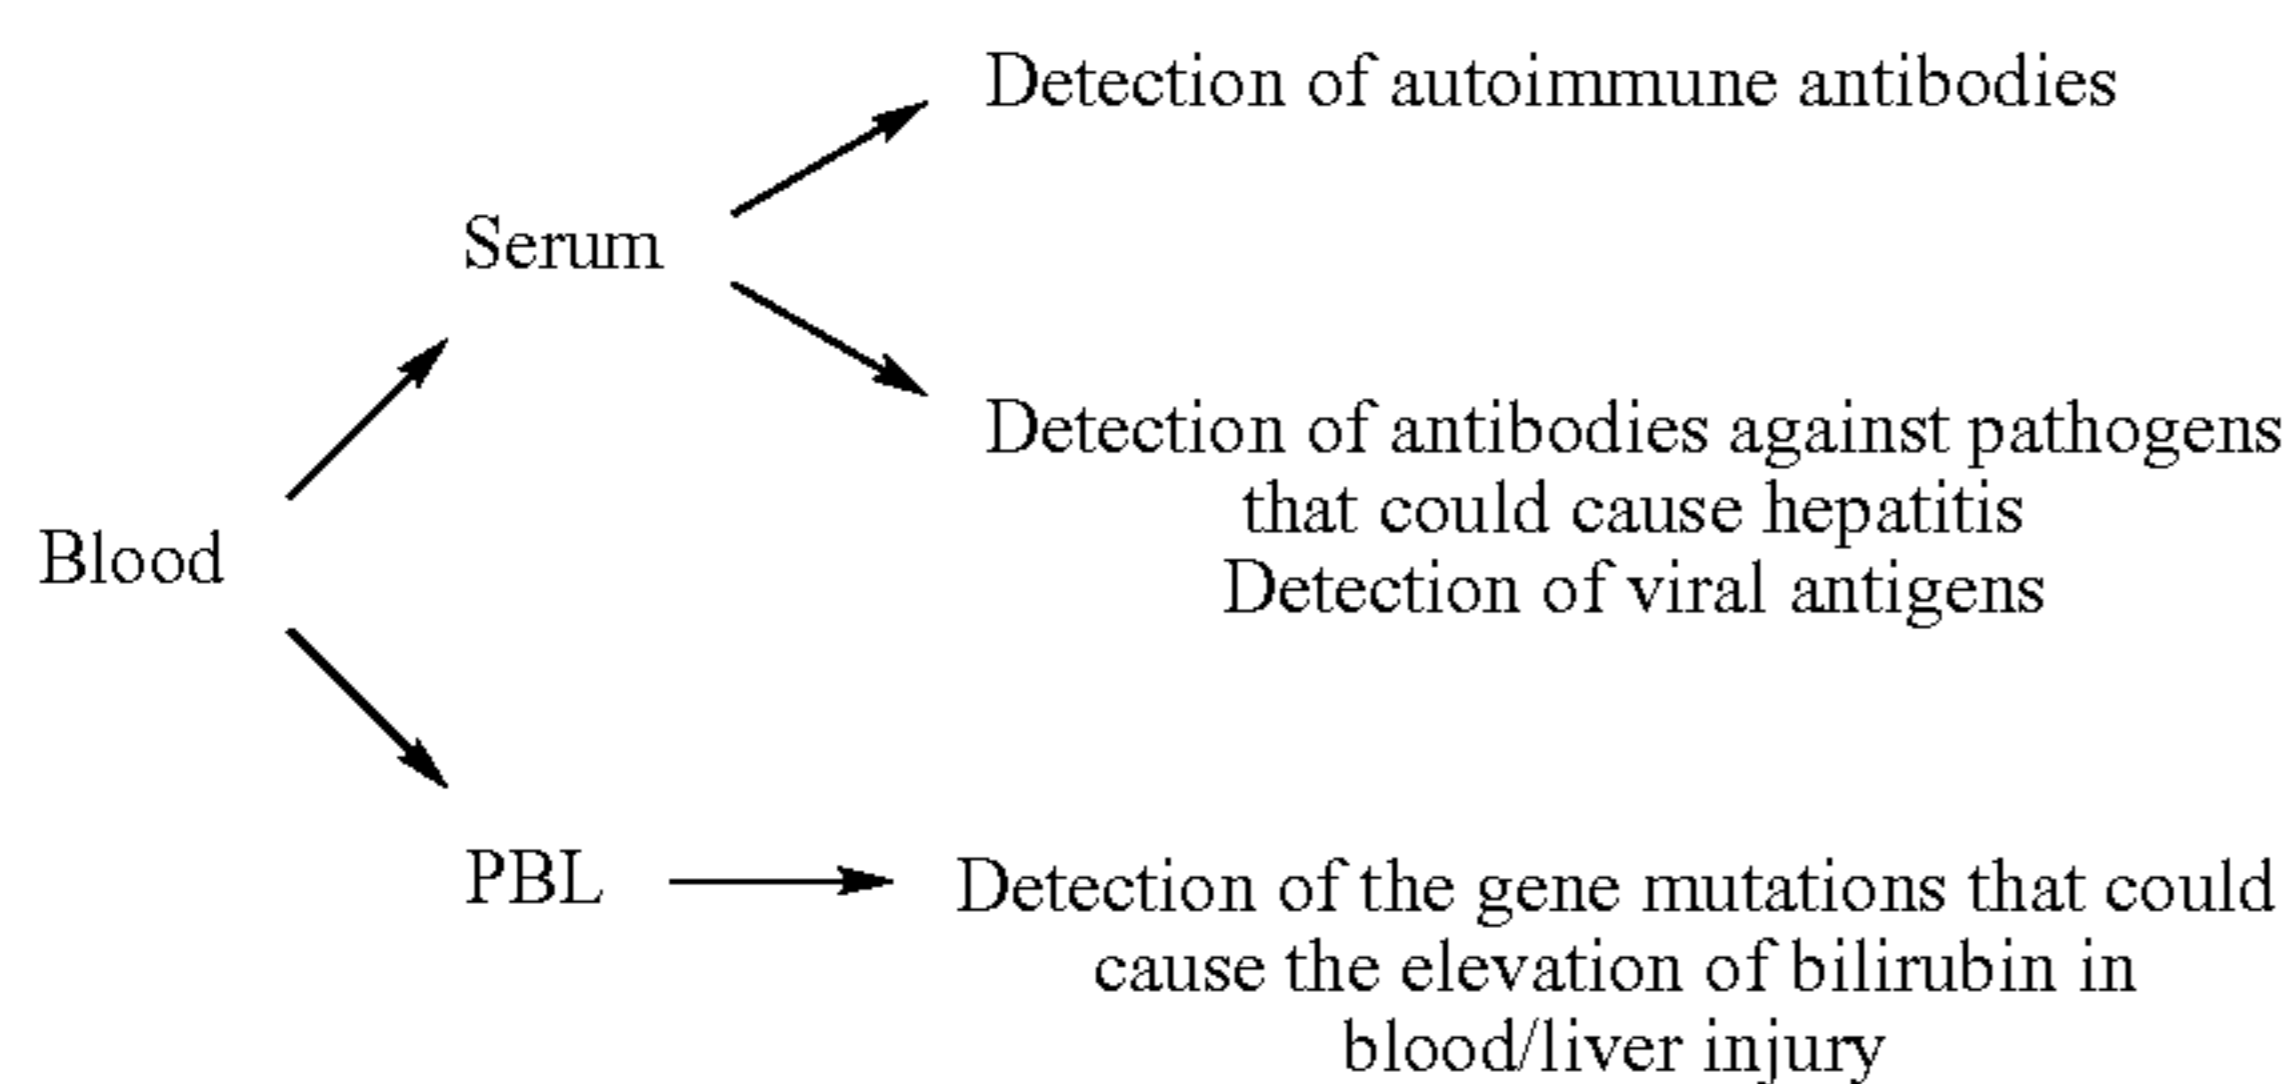 Detection of autoimmune antibodies
Serum
Detection of antibodies against pathogens
that could cause hepatitis
Detection of viral antigens
Blood
PBL
Detection of the gene mutations that could
cause the elevation of bilirubin in
blood/liver injury